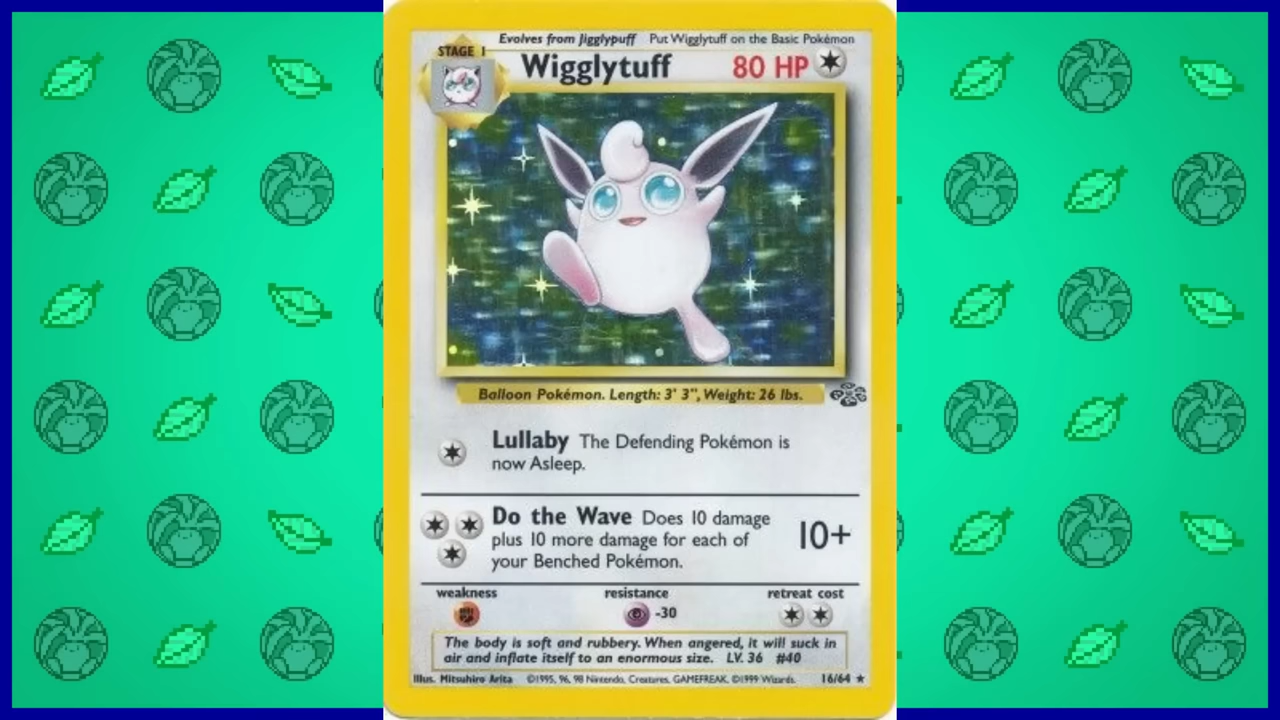 Evolves from Jigglypuff Put Wigglytuff on the Basic Pokémon
STAGE 1
Wigglytuff 80 HP
Balloon Pokémon. Length: 3' 3", Weight: 26 lbs.
Lullaby The Defending Pokémon is
now Asleep.
Do the Wave Does 10 damage
plus 10 more damage for each of
your Benched Pokémon.
10+
weakness resistance retreat cost
-30
The body is soft and rubbery. When angered, it will suck in
air and inflate itself to an enormous size. LV. 36 #40
Illus. Mitsuhiro Arita ©1995, 96, 98 Nintendo, Creatures, GAMEFREAK. ©1999 Wizards. 16/64 ★